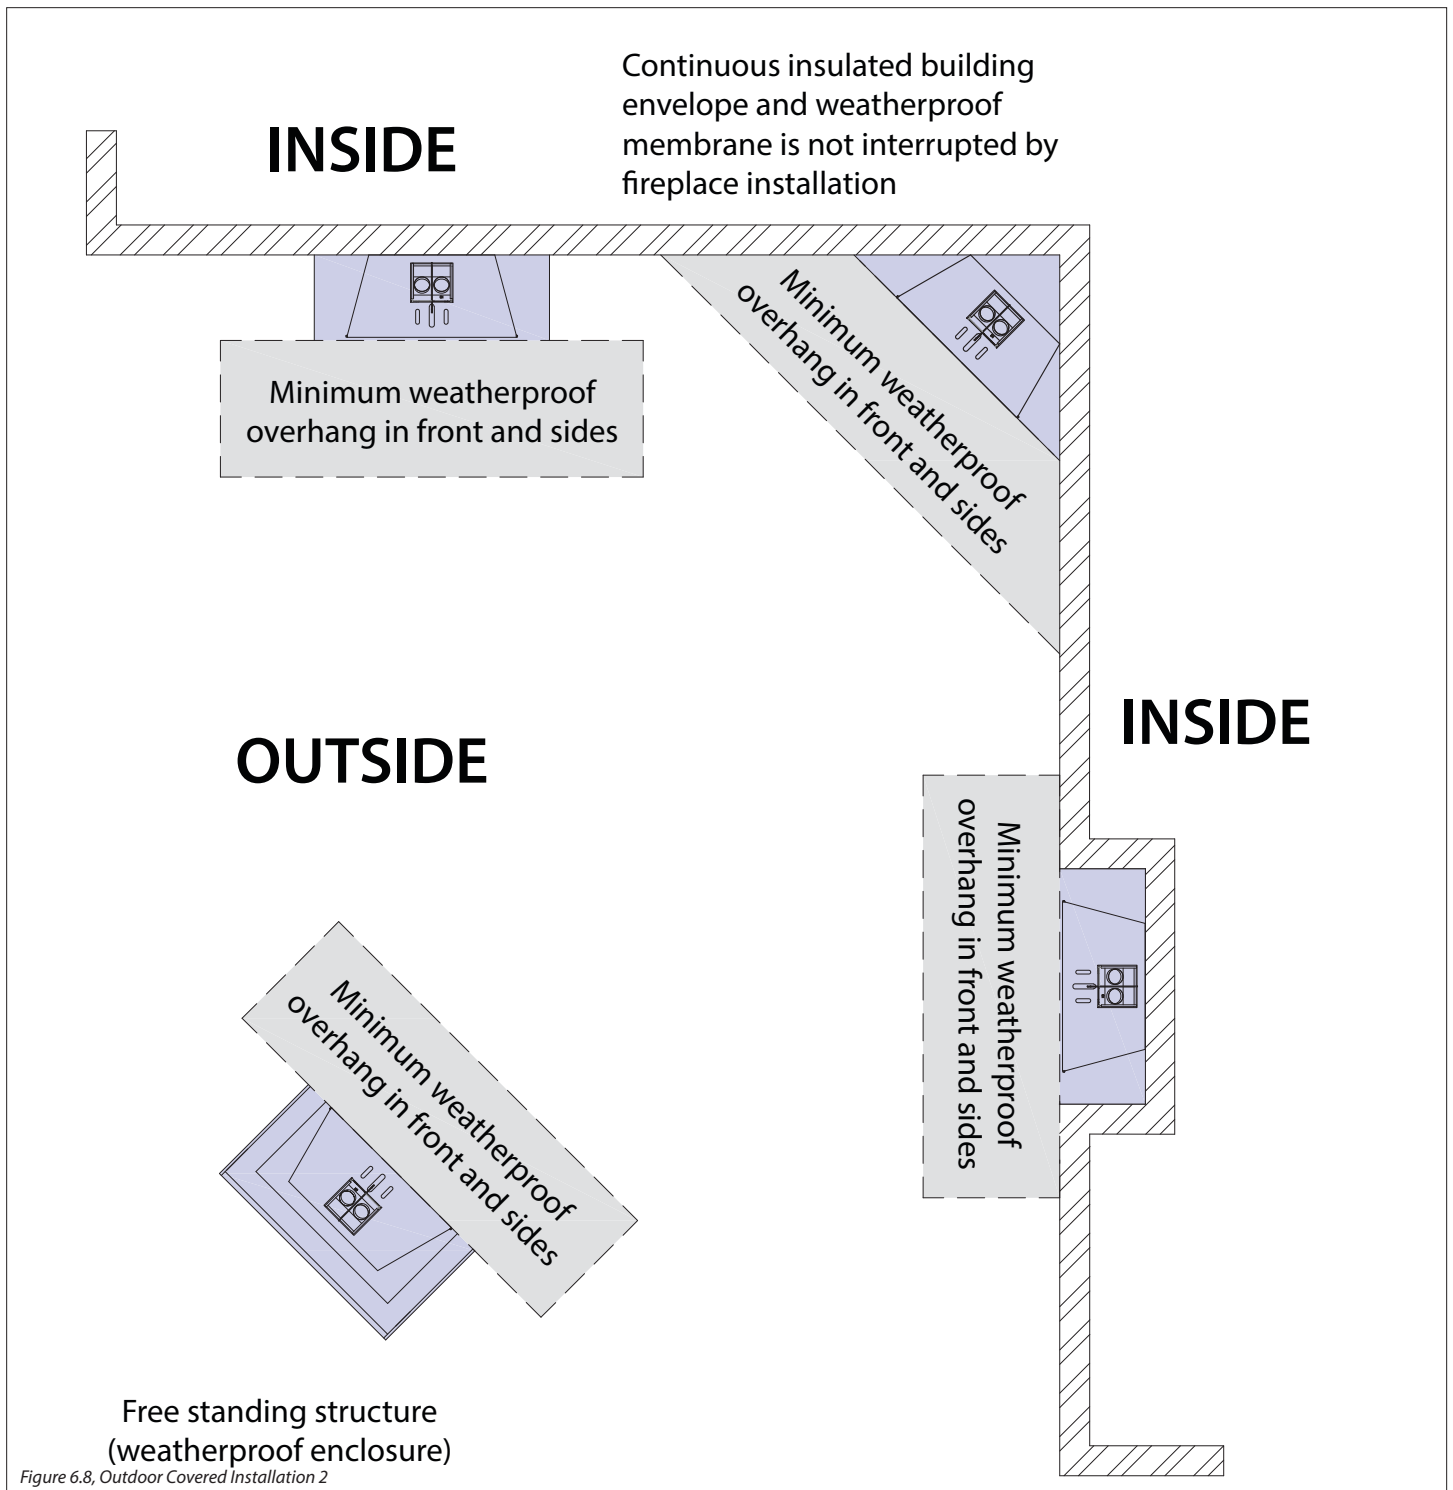 Continuous insulated building
envelope and weatherproof
membrane is not interrupted by
fireplace installation
INSIDE
Minimum weatherproof
overhang in front and sides
Minimum weatherproof
overhang in front and sides
INSIDE
OUTSIDE
Minimum weatherproof
overhang in front and sides
Minimum weatherproof
overhang in front and sides
Free standing structure
(weatherproof enclosure)
Figure 6.8, Outdoor Covered Installation 2